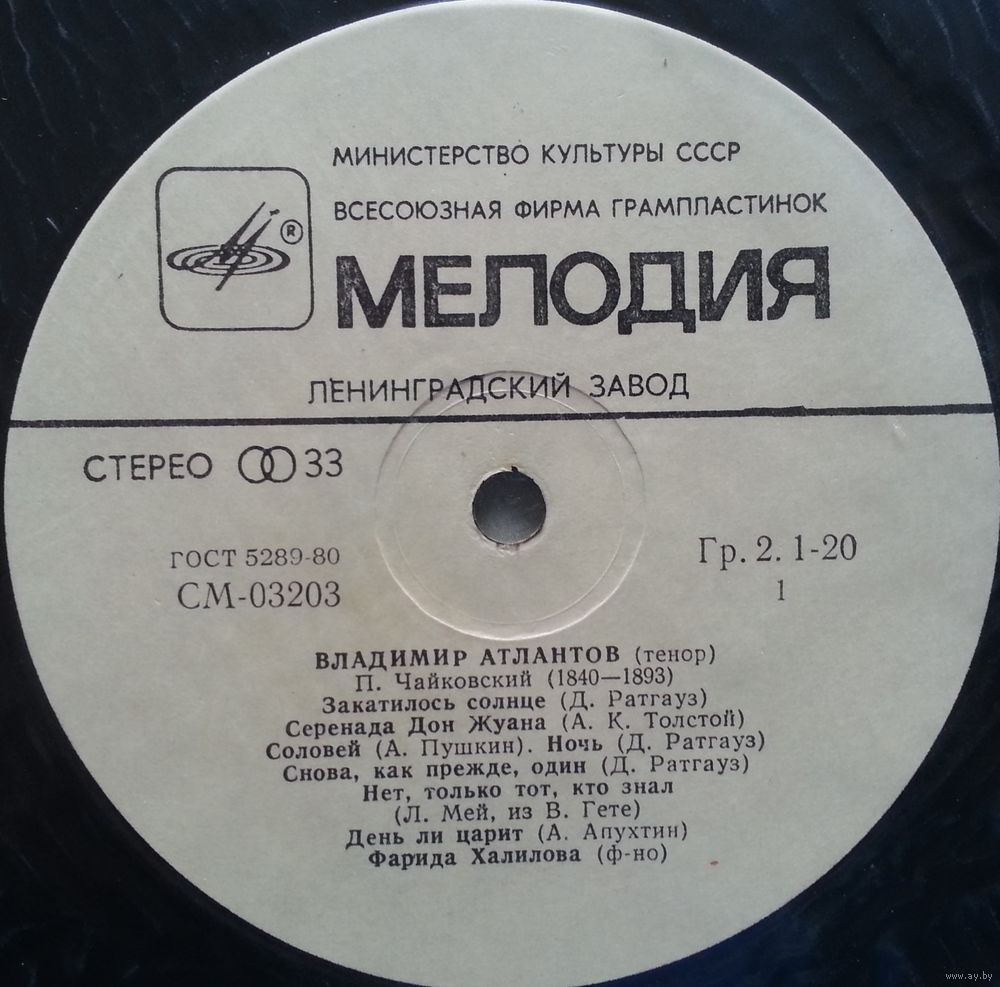 МИНИСТЕРСТВО КУЛЬТУРЫ СССР
ВСЕСОЮЗНАЯ ФИРМА ГРАМПЛАСТИНОК
®
МЕЛОДИЯ
ЛЕНИНГРАДСКИЙ ЗАВОД
СТЕРЕО 33
ГОСТ 5289-80
СМ-03203
Гр. 2. 1-20
1
ВЛАДИМИР АТЛАНТОВ (тенор)
П. Чайковский (1840—1893)
Закатилось солнце (Д. Ратгауз)
Серенада Дон Жуана (А. К. Толстой)
Соловей (А. Пушкин). Ночь (Д. Ратгауз)
Снова, как прежде, один (Д. Ратгауз)
Нет, только тот, кто знал
(Л. Мей, из В. Гете)
День ли царит (А. Апухтин)
Фарида Халилова (ф-но)
www.ay.by